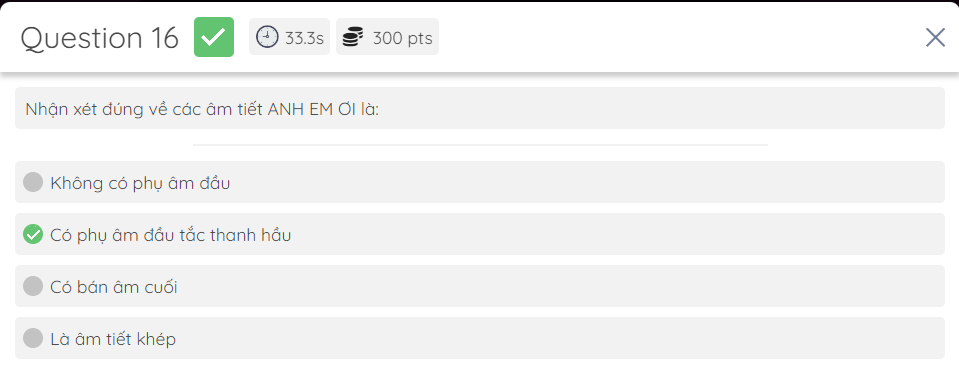 Question 16 33.3s 300 pts
Nhận xét đúng về các âm tiết ANH EM ƠI là:
Không có phụ âm đầu
Có phụ âm đầu tắc thanh hầu
Có bán âm cuối
Là âm tiết khép